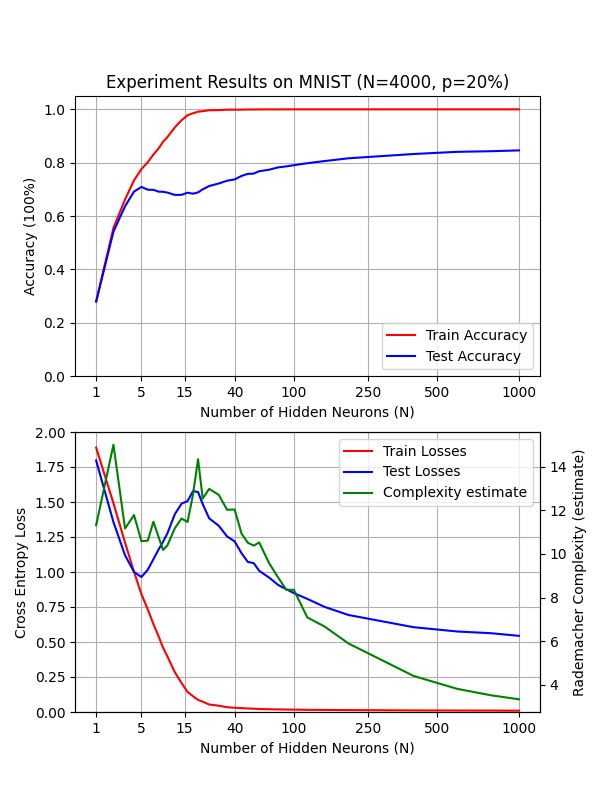 Experiment Results on MNIST (N=4000, p=20%)
Accuracy (100%)
1.0
0.8
0.6
0.4
0.2
0.0
Train Accuracy
Test Accuracy
1 5 15 40 100 250 500 1000
Number of Hidden Neurons (N)
Cross Entropy Loss
2.00
1.75
1.50
1.25
1.00
0.75
0.50
0.25
0.00
Train Losses
Test Losses
Complexity estimate
14
12
10
8
6
4
Rademacher Complexity (estimate)
1 5 15 40 100 250 500 1000
Number of Hidden Neurons (N)